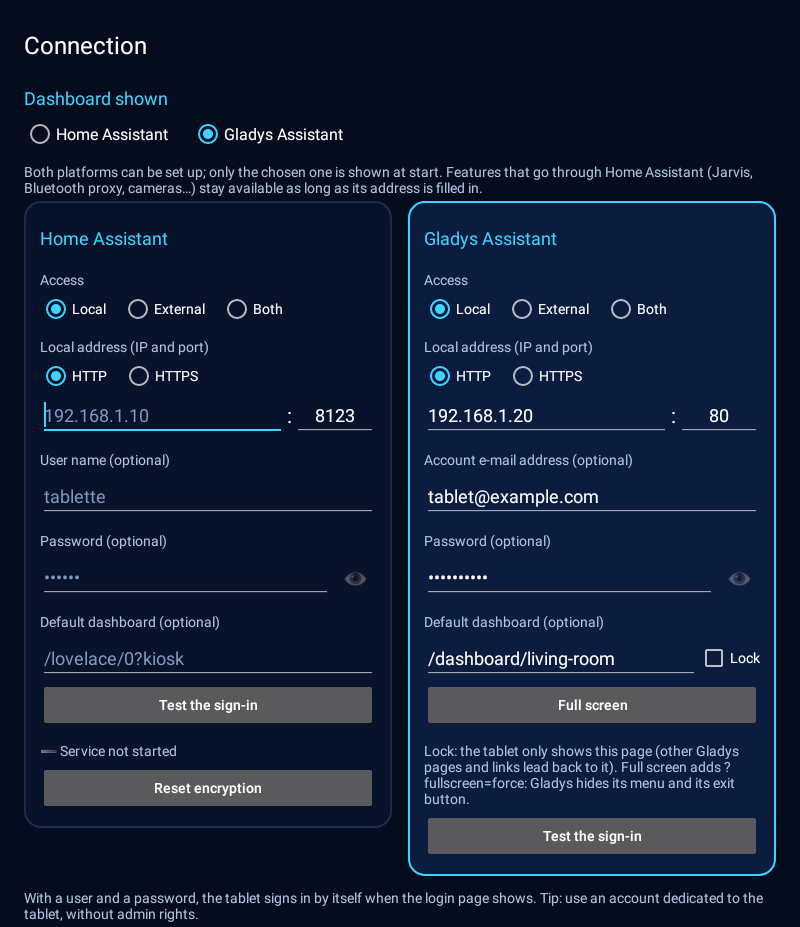 Connection
Dashboard shown
Home Assistant
Gladys Assistant
Both platforms can be set up; only the chosen one is shown at start. Features that go through Home Assistant (Jarvis,
Bluetooth proxy, cameras…) stay available as long as its address is filled in.
Home Assistant
Access
Local External Both
Local address (IP and port)
HTTP HTTPS
192.168.1.10 : 8123
User name (optional)
tablette
Password (optional)
••••••
Default dashboard (optional)
/lovelace/0?kiosk
Test the sign-in
Service not started
Reset encryption
Gladys Assistant
Access
Local External Both
Local address (IP and port)
HTTP HTTPS
192.168.1.20 : 80
Account e-mail address (optional)
tablet@example.com
Password (optional)
••••••••••
Default dashboard (optional)
/dashboard/living-room Lock
Full screen
Lock: the tablet only shows this page (other Gladys
pages and links lead back to it). Full screen adds ?
fullscreen=force: Gladys hides its menu and its exit
button.
Test the sign-in
With a user and a password, the tablet signs in by itself when the login page shows. Tip: use an account dedicated to the
tablet, without admin rights.